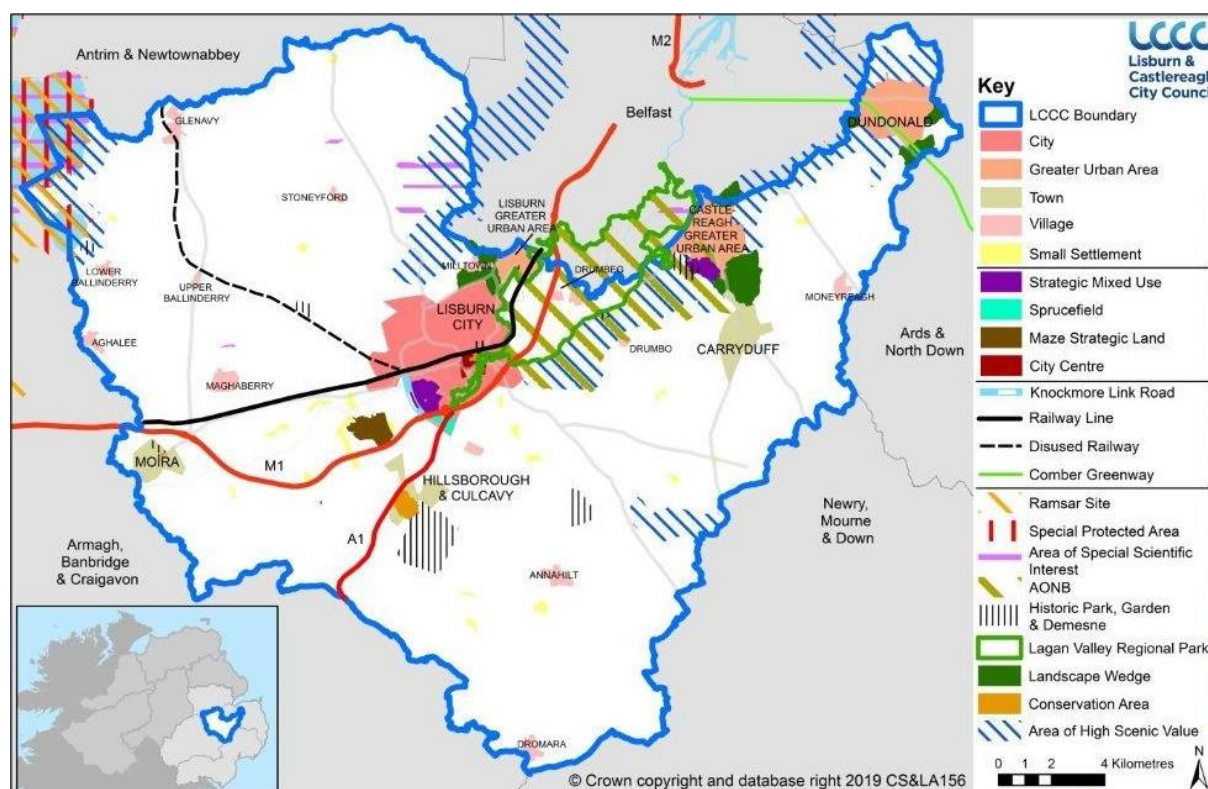 Antrim & Newtownabbey
M2
Belfast
GLENAVY
DUNDONALD
STONEYFORD
LISBURN
GREATER
URBAN AREA
CASTLE-
REAGH
GREATER
URBAN AREA
MILLTOWN
DRUMBEG
LOWER
BALLINDERRY
UPPER
BALLINDERRY
MONEYREAGH
LISBURN
CITY
Ards &
North Down
AGHALEE
DRUMBO
CARRYDUFF
MAGHABERRY
MOIRA
M1
HILLSBOROUGH
& CULCAVY
Newry,
Mourne
& Down
Armagh,
Banbridge
& Craigavon
A1
ANNAHILT
DROMARA
© Crown copyright and database right 2019 CS&LA156
LCCC
Lisburn &
Castlereagh
City Council
Key
LCCC Boundary
City
Greater Urban Area
Town
Village
Small Settlement
Strategic Mixed Use
Sprucefield
Maze Strategic Land
City Centre
Knockmore Link Road
Railway Line
Disused Railway
Comber Greenway
Ramsar Site
Special Protected Area
Area of Special Scientific
Interest
AONB
Historic Park, Garden
& Demesne
Lagan Valley Regional Park
Landscape Wedge
Conservation Area
Area of High Scenic Value
N
0 1 2 4 Kilometres